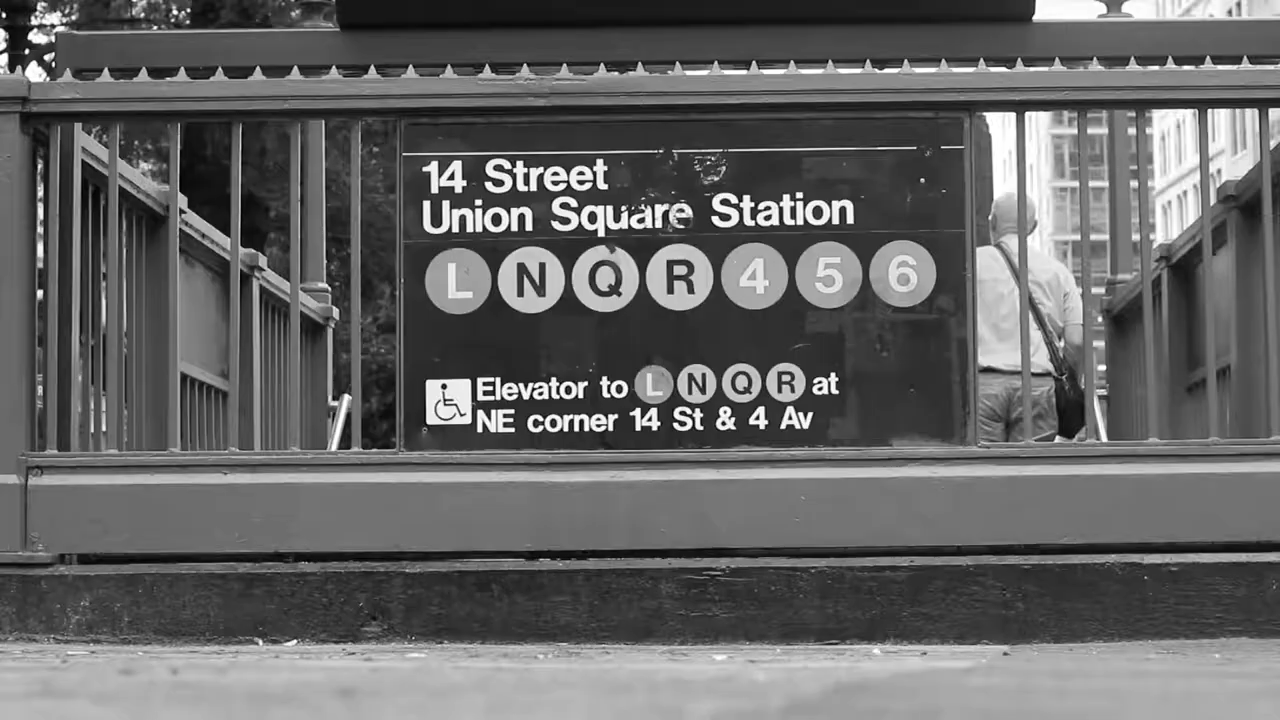 14 Street
Union Square Station
L N Q R 4 5 6
Elevator to L N Q R at
NE corner 14 St & 4 Av